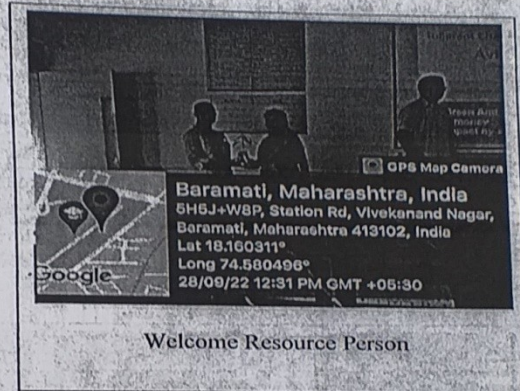 GPS Map Camera
Baramati, Maharashtra, India
5H5J+W8P, Station Rd, Vivekanand Nagar,
Baramati, Maharashtra 413102, India
Lat 18.160311°
Long 74.580496°
28/09/22 12:31 PM GMT +05:30
Google
Welcome Resource Person